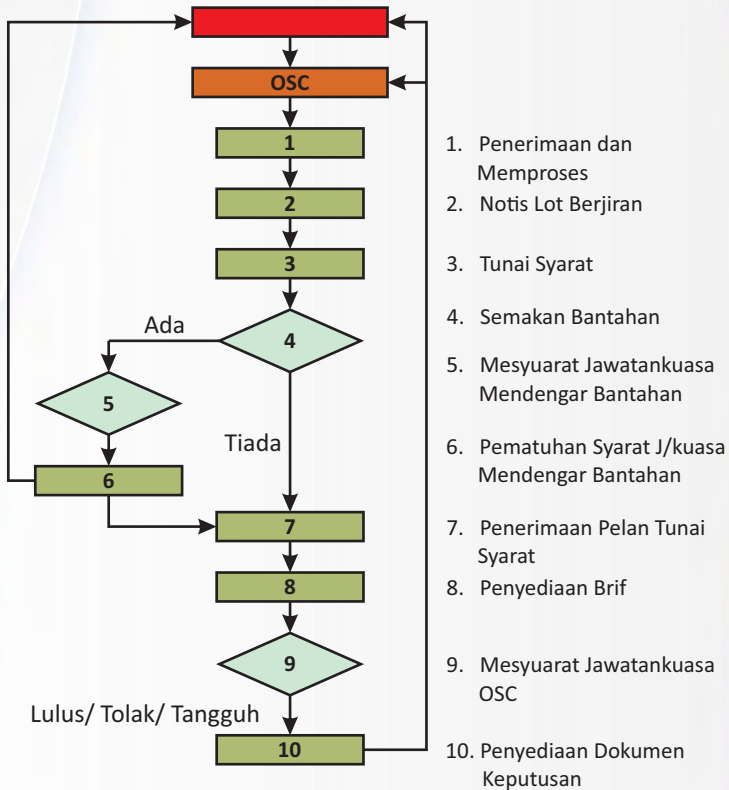 OSC
1
2
3
4
Ada
5
Tiada
6
7
8
9
Lulus/ Tolak/ Tangguh
10
1. Penerimaan dan
Memproses
2. Notis Lot Berjiran
3. Tunai Syarat
4. Semakan Bantahan
5. Mesyuarat Jawatankuasa
Mendengar Bantahan
6. Pematuhan Syarat J/kuasa
Mendengar Bantahan
7. Penerimaan Pelan Tunai
Syarat
8. Penyediaan Brif
9. Mesyuarat Jawatankuasa
OSC
10. Penyediaan Dokumen
Keputusan